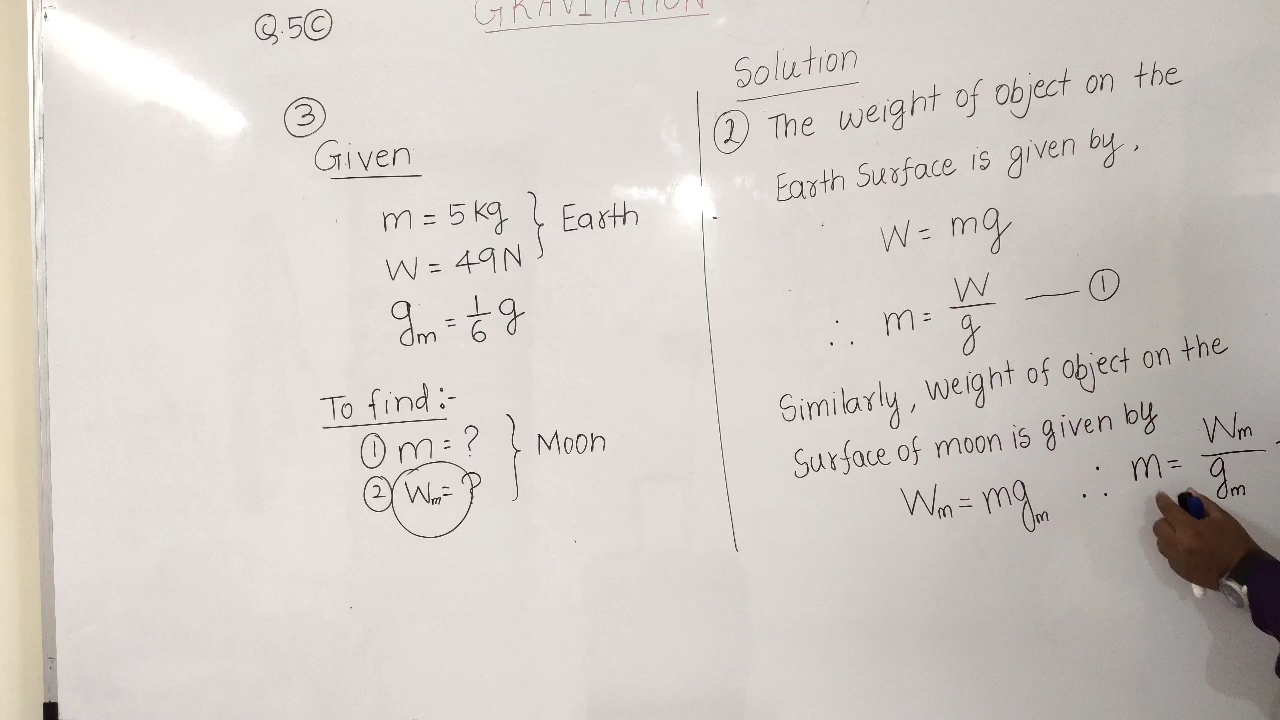 GRAVITATION
Q.5(C)
(3)
Given
m = 5 kg
W = 49N
} Earth
gm = 1/6 g
To find :-
(1) m = ?
(2) Wm = ?
} Moon
Solution
(2) The weight of object on the
Earth Surface is given by,
W = mg
∴ m = W/g — (1)
Similarly, weight of object on the
Surface of moon is given by
Wm = mgm ∴ m = Wm/gm